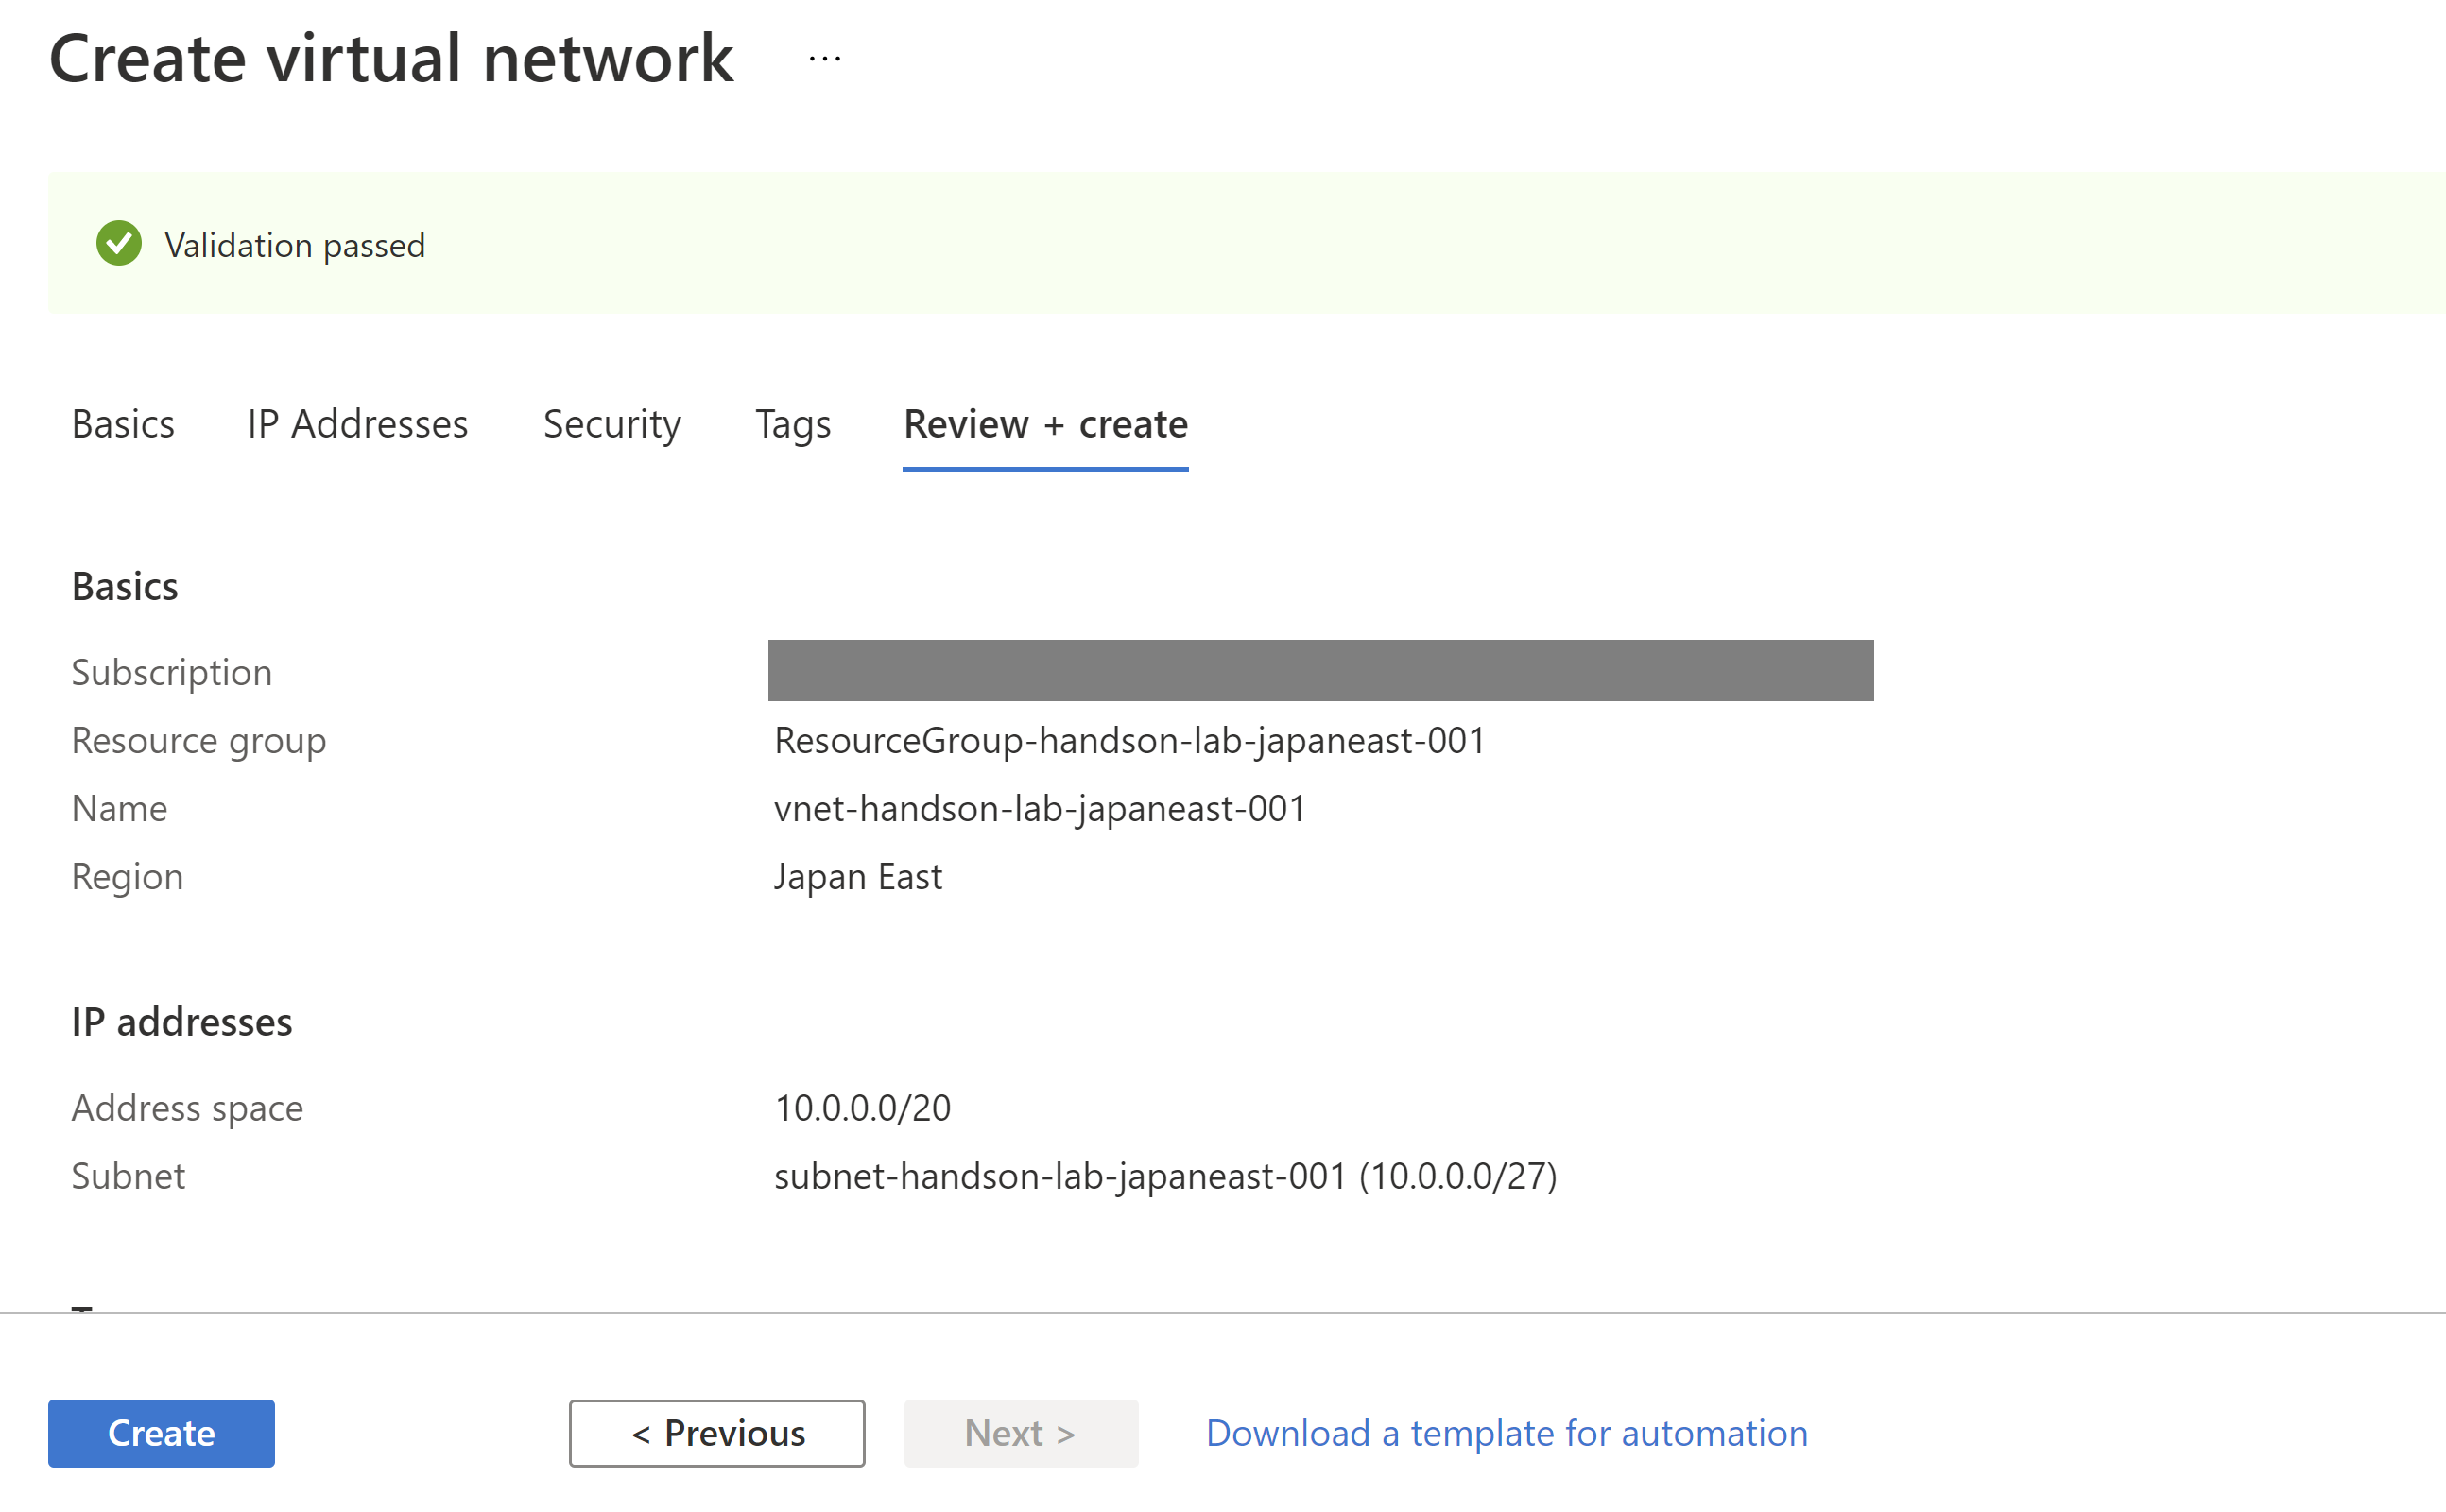 Create virtual network ...
Validation passed
Basics IP Addresses Security Tags Review + create
Basics
Subscription
Resource group ResourceGroup-handson-lab-japaneast-001
Name vnet-handson-lab-japaneast-001
Region Japan East
IP addresses
Address space 10.0.0.0/20
Subnet subnet-handson-lab-japaneast-001 (10.0.0.0/27)
Create < Previous Next > Download a template for automation